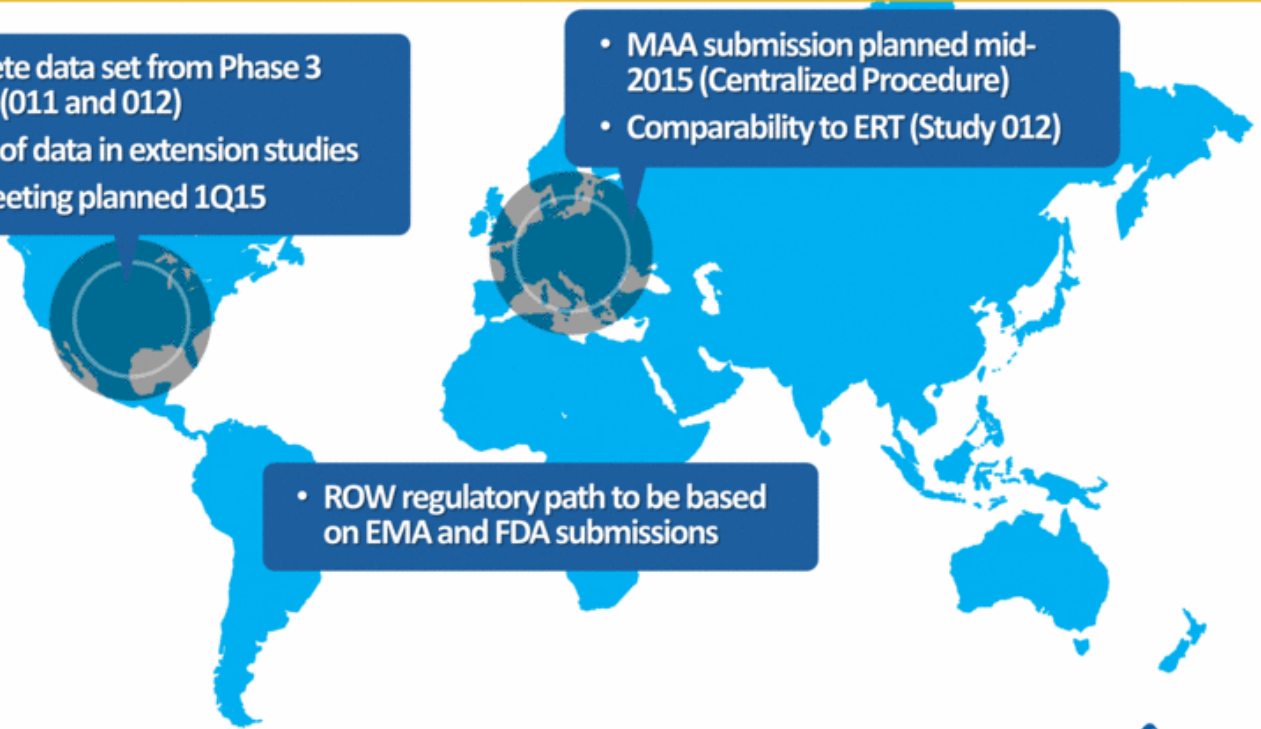 ete data set from Phase 3
(011 and 012)
of data in extension studies
eeting planned 1Q15
• MAA submission planned mid-
2015 (Centralized Procedure)
• Comparability to ERT (Study 012)
• ROW regulatory path to be based
on EMA and FDA submissions